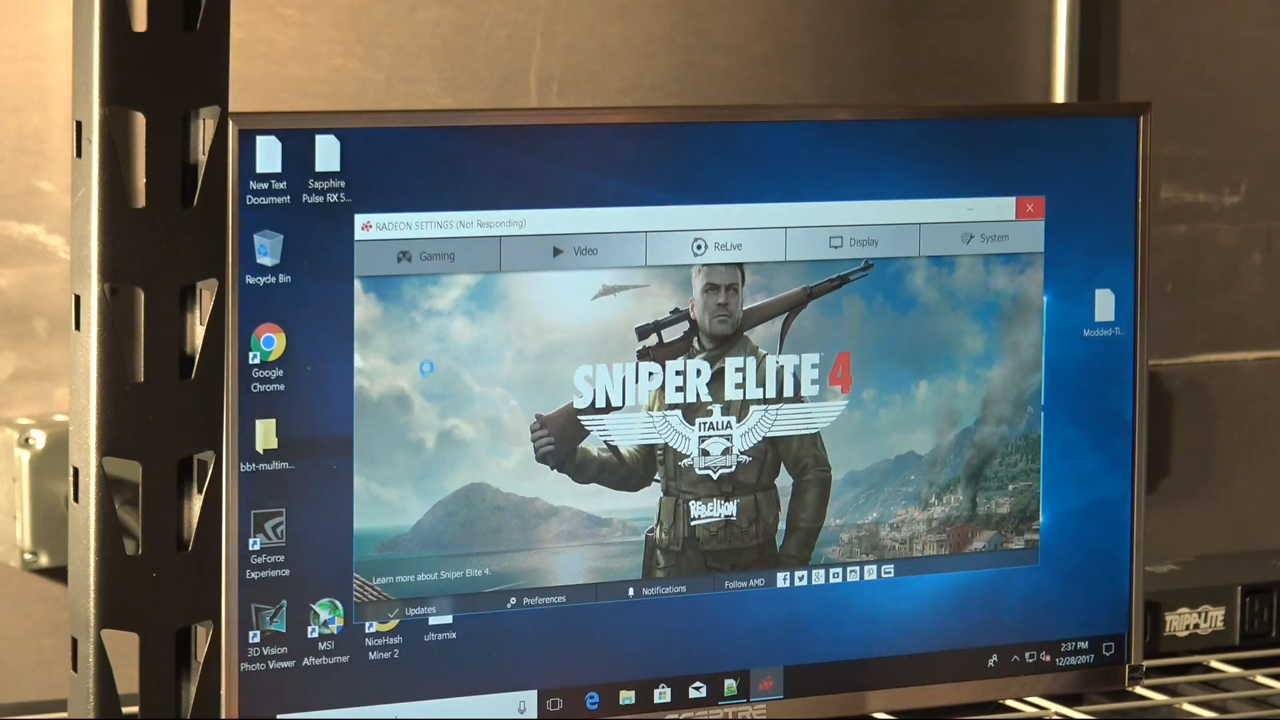 New Text
Document
Sapphire
Pulse RX 5...
Recycle Bin
Google
Chrome
bbt-multim...
GeForce
Experience
3D Vision
Photo Viewer
MSI
Afterburner
NiceHash
Miner 2
ultramix
RADEON SETTINGS (Not Responding)
Gaming
Video
ReLive
Display
System
SNIPER ELITE 4
ITALIA
REBELLION
Learn more about Sniper Elite 4.
Updates
Preferences
Notifications
Follow AMD
Modded-Ti...
2:37 PM
12/28/2017
SCEPTRE
TRIPP-LITE